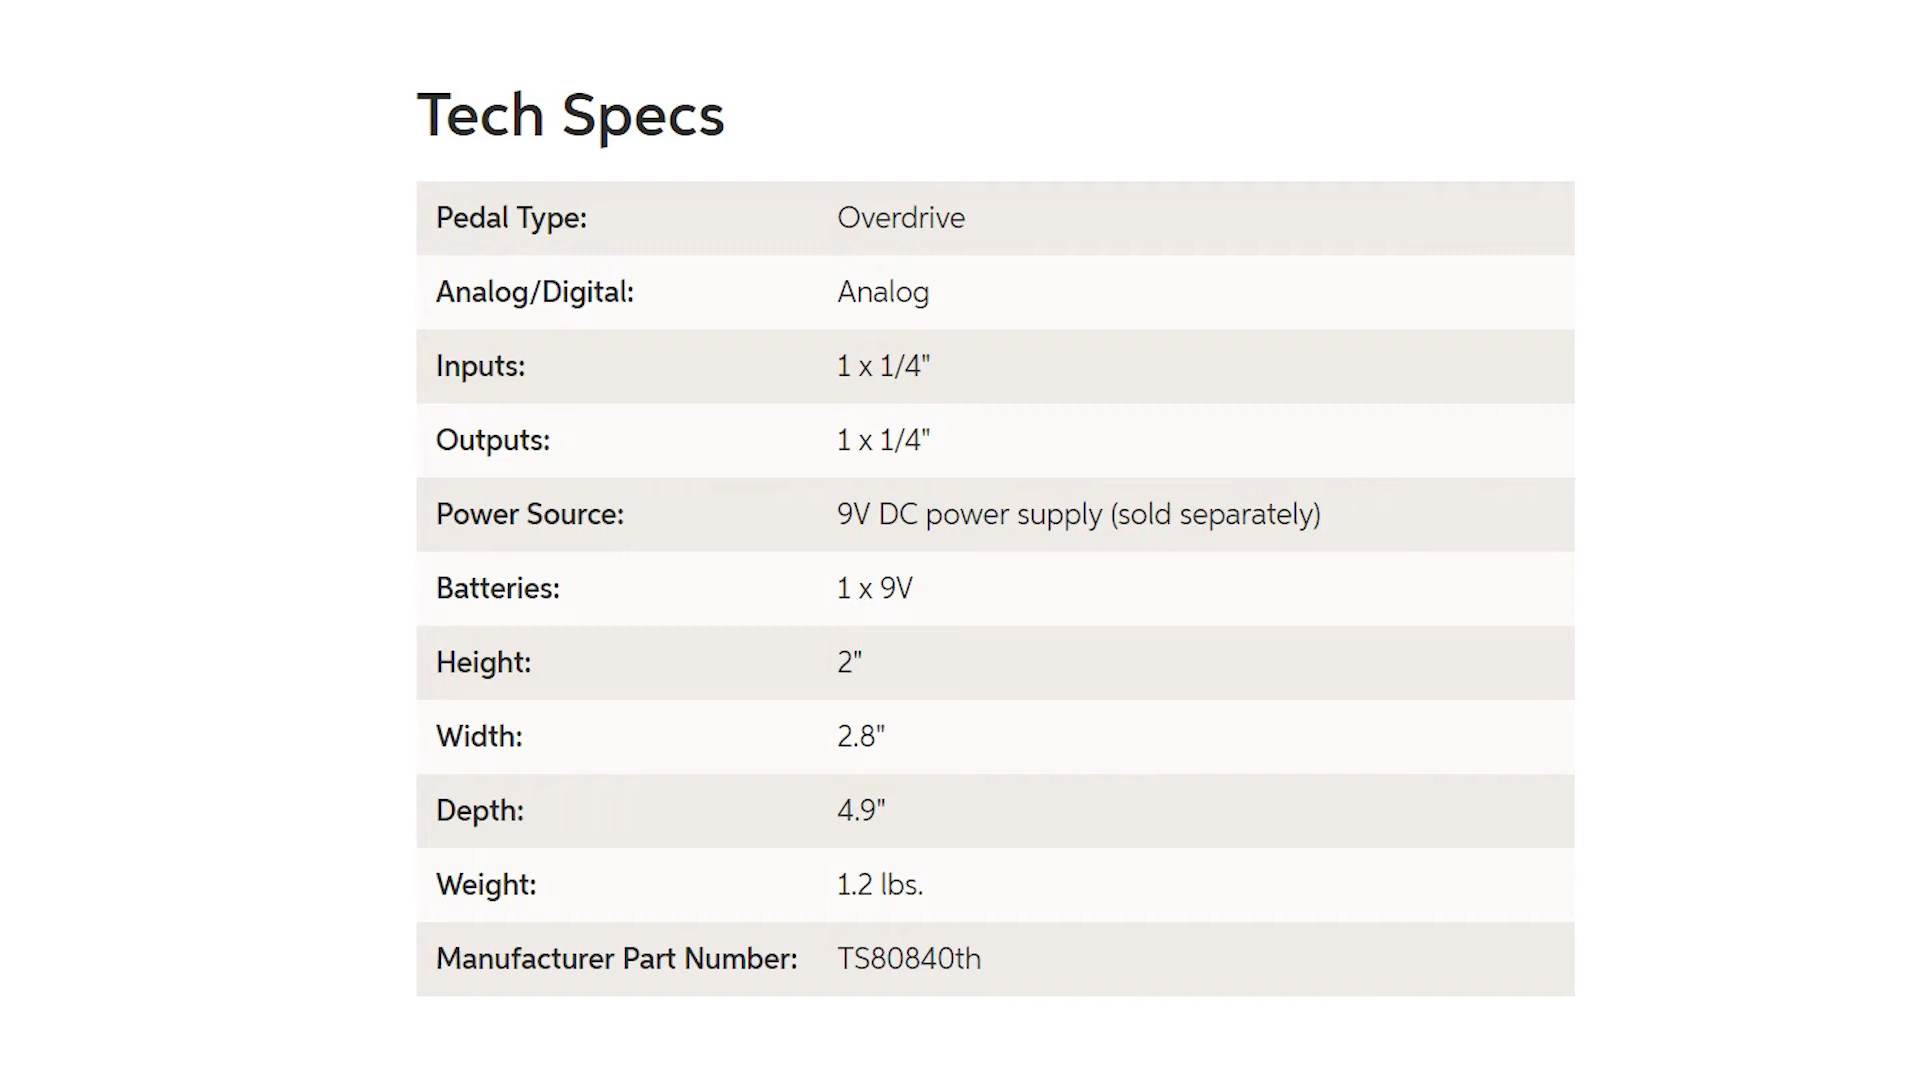 Tech Specs
Pedal Type: Overdrive
Analog/Digital: Analog
Inputs: 1 x 1/4"
Outputs: 1 x 1/4"
Power Source: 9V DC power supply (sold separately)
Batteries: 1 x 9V
Height: 2"
Width: 2.8"
Depth: 4.9"
Weight: 1.2 lbs.
Manufacturer Part Number: TS80840th